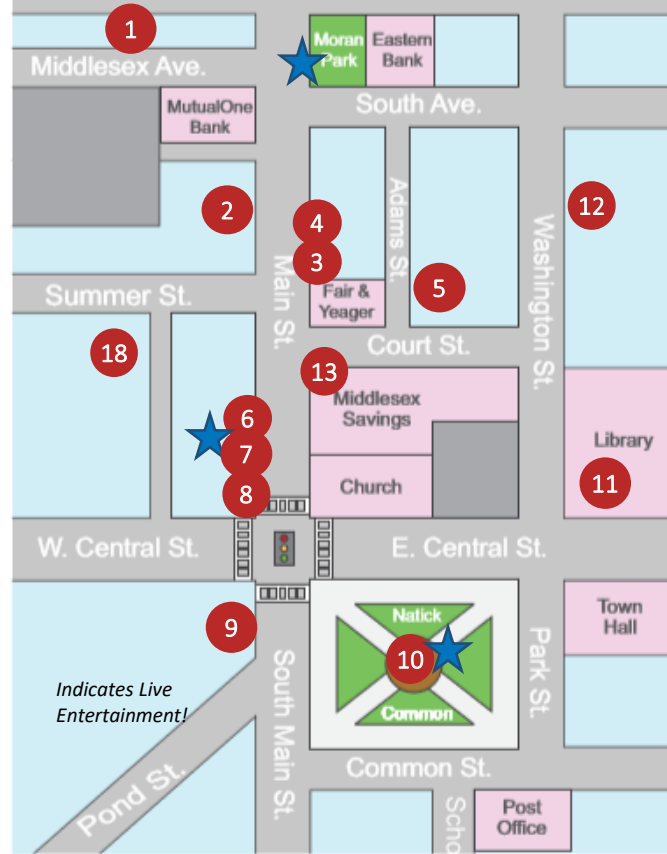 1
Middlesex Ave.
Moran
Park
Eastern
Bank
South Ave.
MutualOne
Bank
2
4
3
Main St.
Adams St.
5
12
Washington St.
Summer St.
Fair &
Yeager
Court St.
18
13
Middlesex
Savings
6
7
8
Church
Library
11
W. Central St.
E. Central St.
9
Natick
10
Common
Park St.
Town
Hall
Indicates Live
Entertainment!
South Main St.
Pond St.
Common St.
Scho
Post
Office